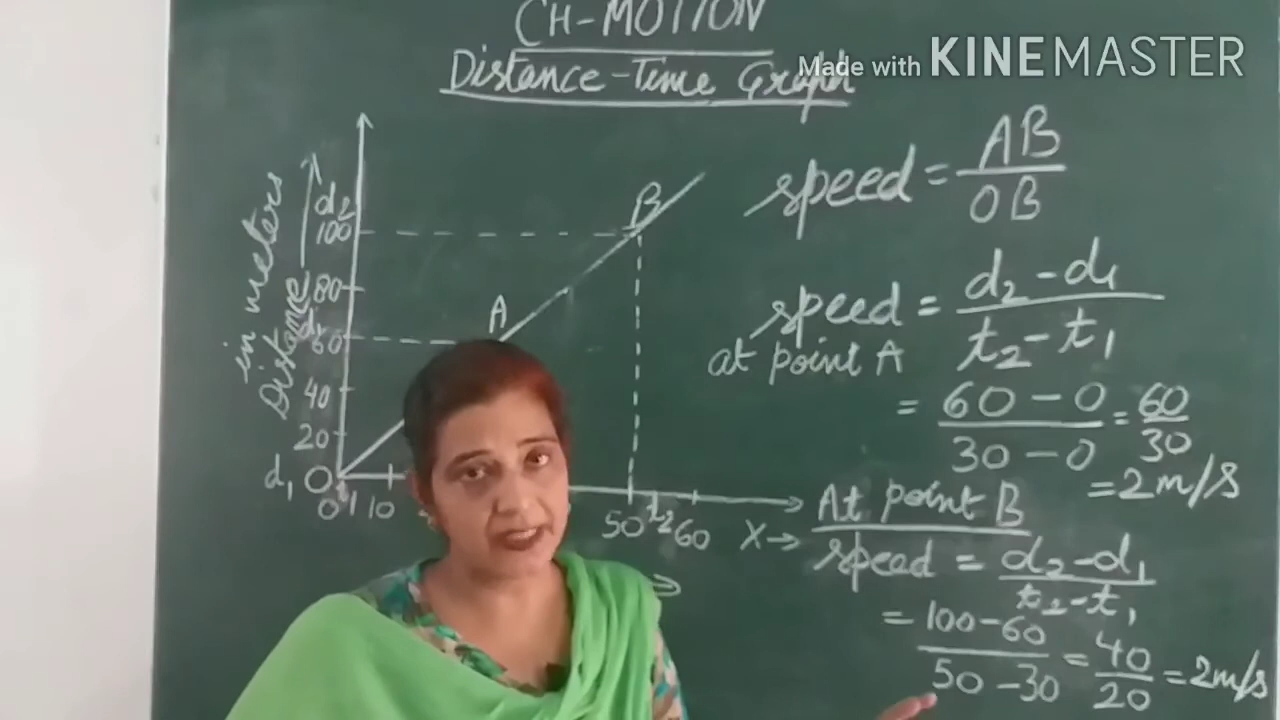 CH-MOTION
Distance-Time Graph
Made with KINEMASTER
Distance
in meters
d2
100
80
60
40
20
d1 0
A
B
0 t1 10
50 t2 60
X→
speed = AB
OB
speed = d2-d1
at point A t2-t1
= 60-0 = 60
30-0 30
= 2m/s
At point B
speed = d2-d1
t2-t1
= 100-60 = 40 = 2m/s
50-30 20